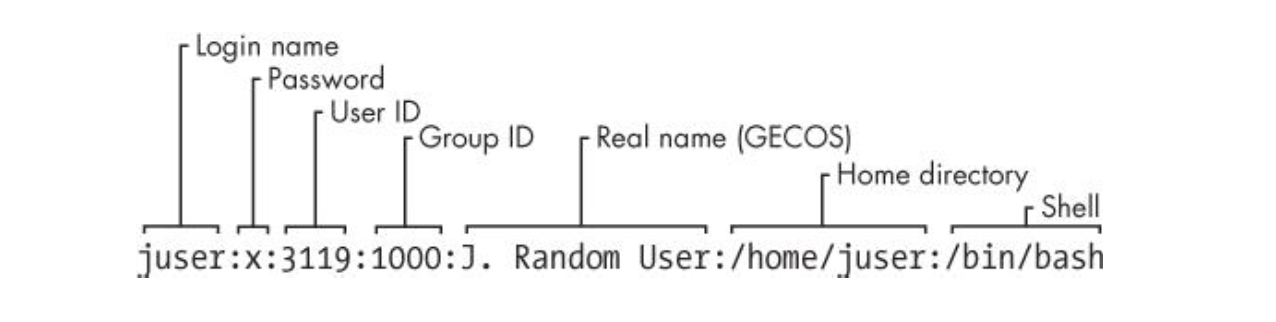 Login name
Password
User ID
Group ID
Real name (GECOS)
Home directory
Shell
juser:x:3119:1000:J. Random User:/home/juser:/bin/bash